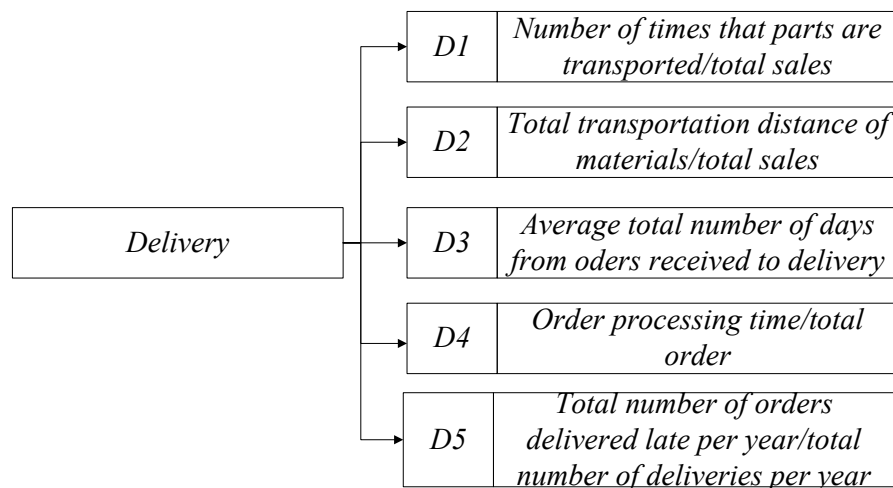 D1
Number of times that parts are
transported/total sales
D2
Total transportation distance of
materials/total sales
Delivery
D3
Average total number of days
from oders received to delivery
D4
Order processing time/total
order
D5
Total number of orders
delivered late per year/total
number of deliveries per year